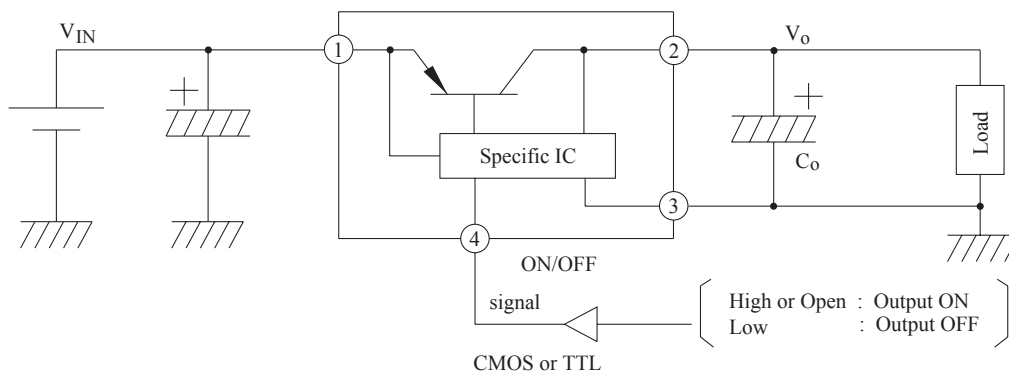 V_IN
1
2
V_o
+
+
Specific IC
Load
C_o
3
4
ON/OFF
signal
High or Open : Output ON
Low : Output OFF
CMOS or TTL